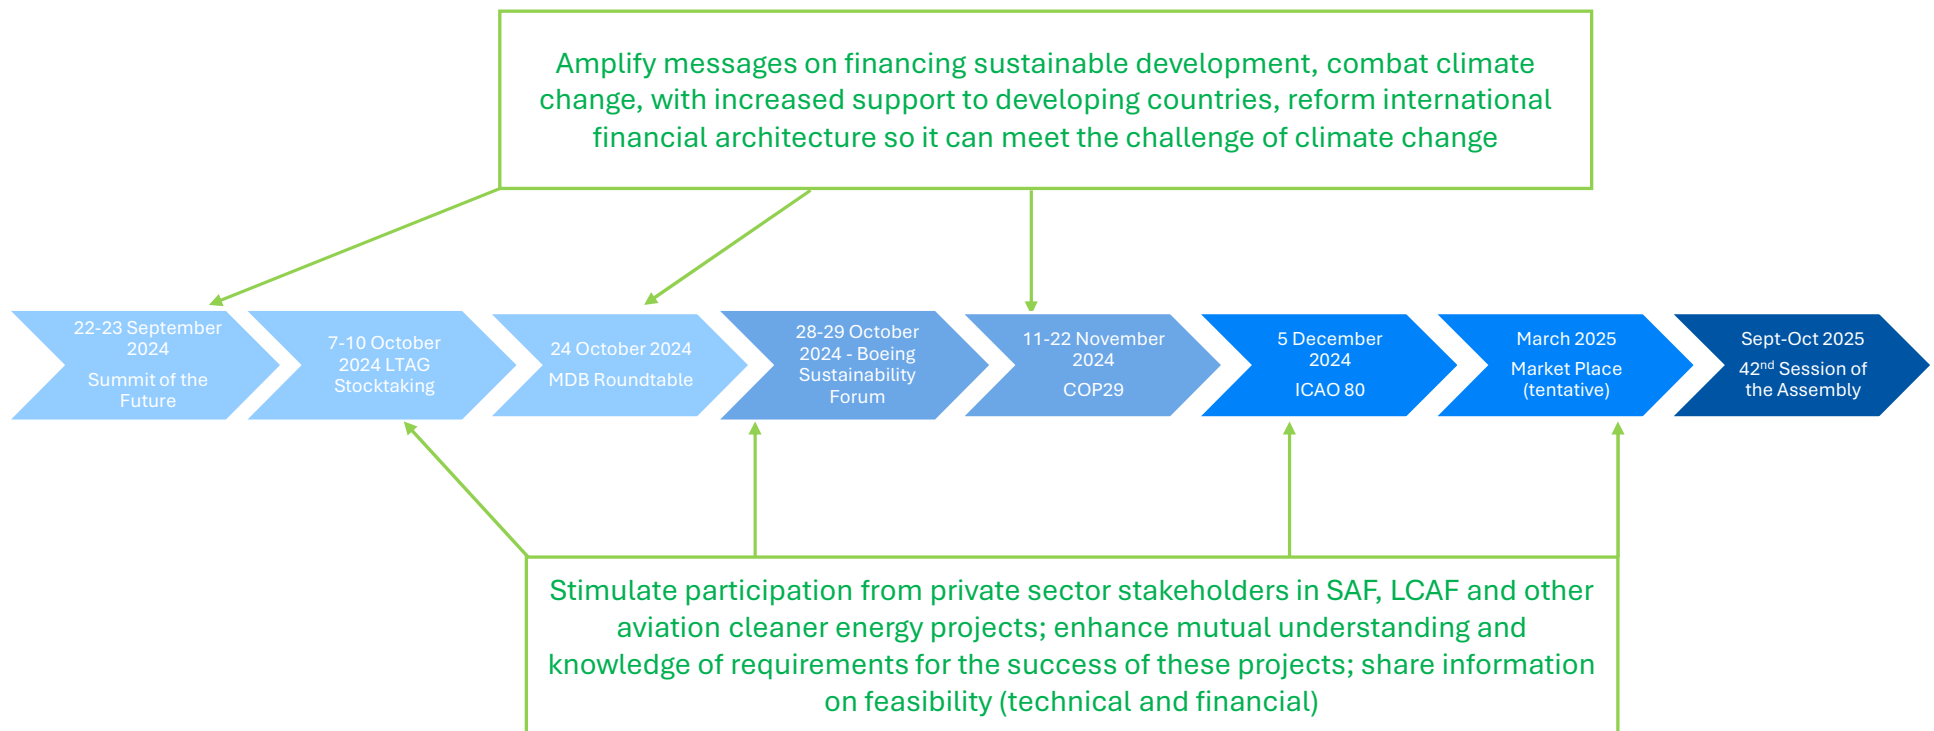 Amplify messages on financing sustainable development, combat climate
change, with increased support to developing countries, reform international
financial architecture so it can meet the challenge of climate change
22-23 September
2024
Summit of the
Future
7-10 October
2024 LTAG
Stocktaking
24 October 2024
MDB Roundtable
28-29 October
2024 - Boeing
Sustainability
Forum
11-22 November
2024
COP29
5 December
2024
ICAO 80
March 2025
Market Place
(tentative)
Sept-Oct 2025
42nd Session of
the Assembly
Stimulate participation from private sector stakeholders in SAF, LCAF and other
aviation cleaner energy projects; enhance mutual understanding and
knowledge of requirements for the success of these projects; share information
on feasibility (technical and financial)